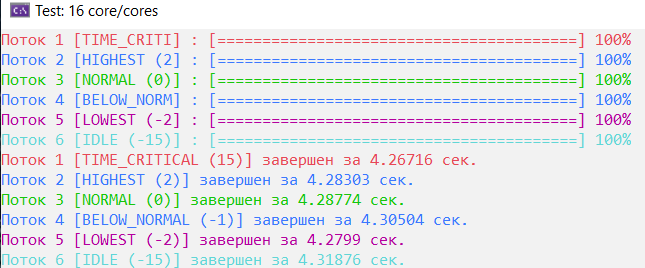 Test: 16 core/cores
Поток 1 [TIME_CRITI] : [========================================] 100%
Поток 2 [HIGHEST (2] : [========================================] 100%
Поток 3 [NORMAL (0)] : [========================================] 100%
Поток 4 [BELOW_NORM] : [========================================] 100%
Поток 5 [LOWEST (-2] : [========================================] 100%
Поток 6 [IDLE (-15)] : [========================================] 100%
Поток 1 [TIME_CRITICAL (15)] завершен за 4.26716 сек.
Поток 2 [HIGHEST (2)] завершен за 4.28303 сек.
Поток 3 [NORMAL (0)] завершен за 4.28774 сек.
Поток 4 [BELOW_NORMAL (-1)] завершен за 4.30504 сек.
Поток 5 [LOWEST (-2)] завершен за 4.2799 сек.
Поток 6 [IDLE (-15)] завершен за 4.31876 сек.